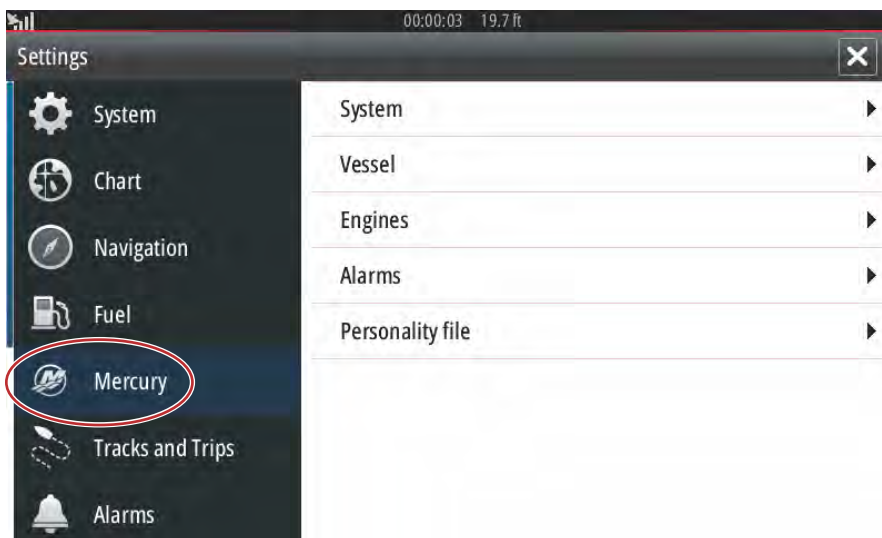 00:00:03 19.7 ft
Settings
System
Chart
Navigation
Fuel
Mercury
Tracks and Trips
Alarms
System
Vessel
Engines
Alarms
Personality file